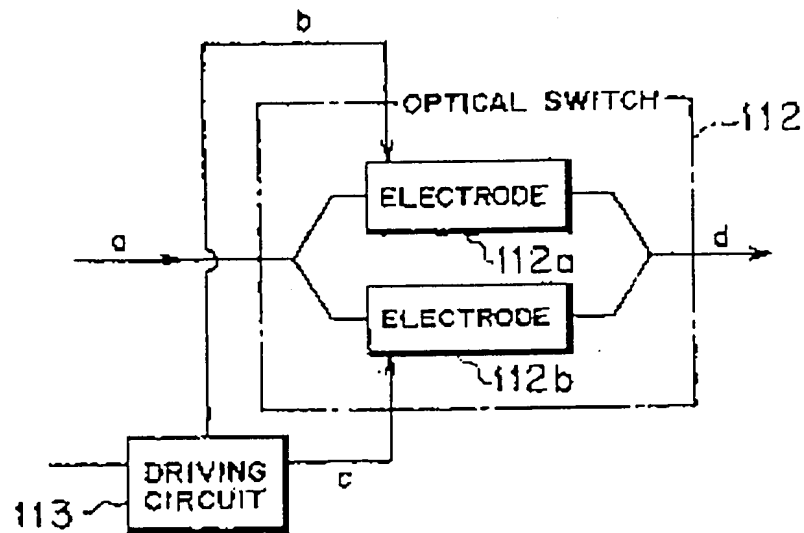 b
OPTICAL SWITCH
112
ELECTRODE
a
112a
d
ELECTRODE
112b
DRIVING
CIRCUIT
c
113